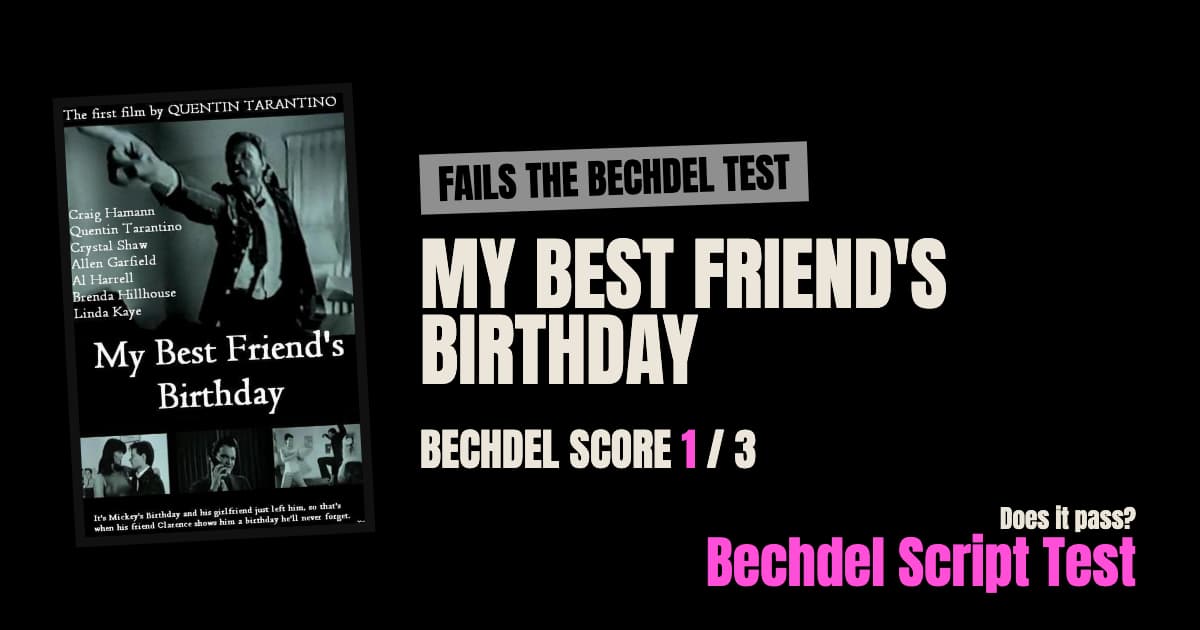 The first film by QUENTIN TARANTINO
Craig Hamann
Quentin Tarantino
Crystal Shaw
Allen Garfield
Al Harrell
Brenda Hillhouse
Linda Kaye
My Best Friend's
Birthday
It's Mickey's Birthday and his girlfriend just left him, so that's
when his friend Clarence shows him a birthday he'll never forget.
FAILS THE BECHDEL TEST
MY BEST FRIEND'S
BIRTHDAY
BECHDEL SCORE 1 / 3
Does it pass?
Bechdel Script Test